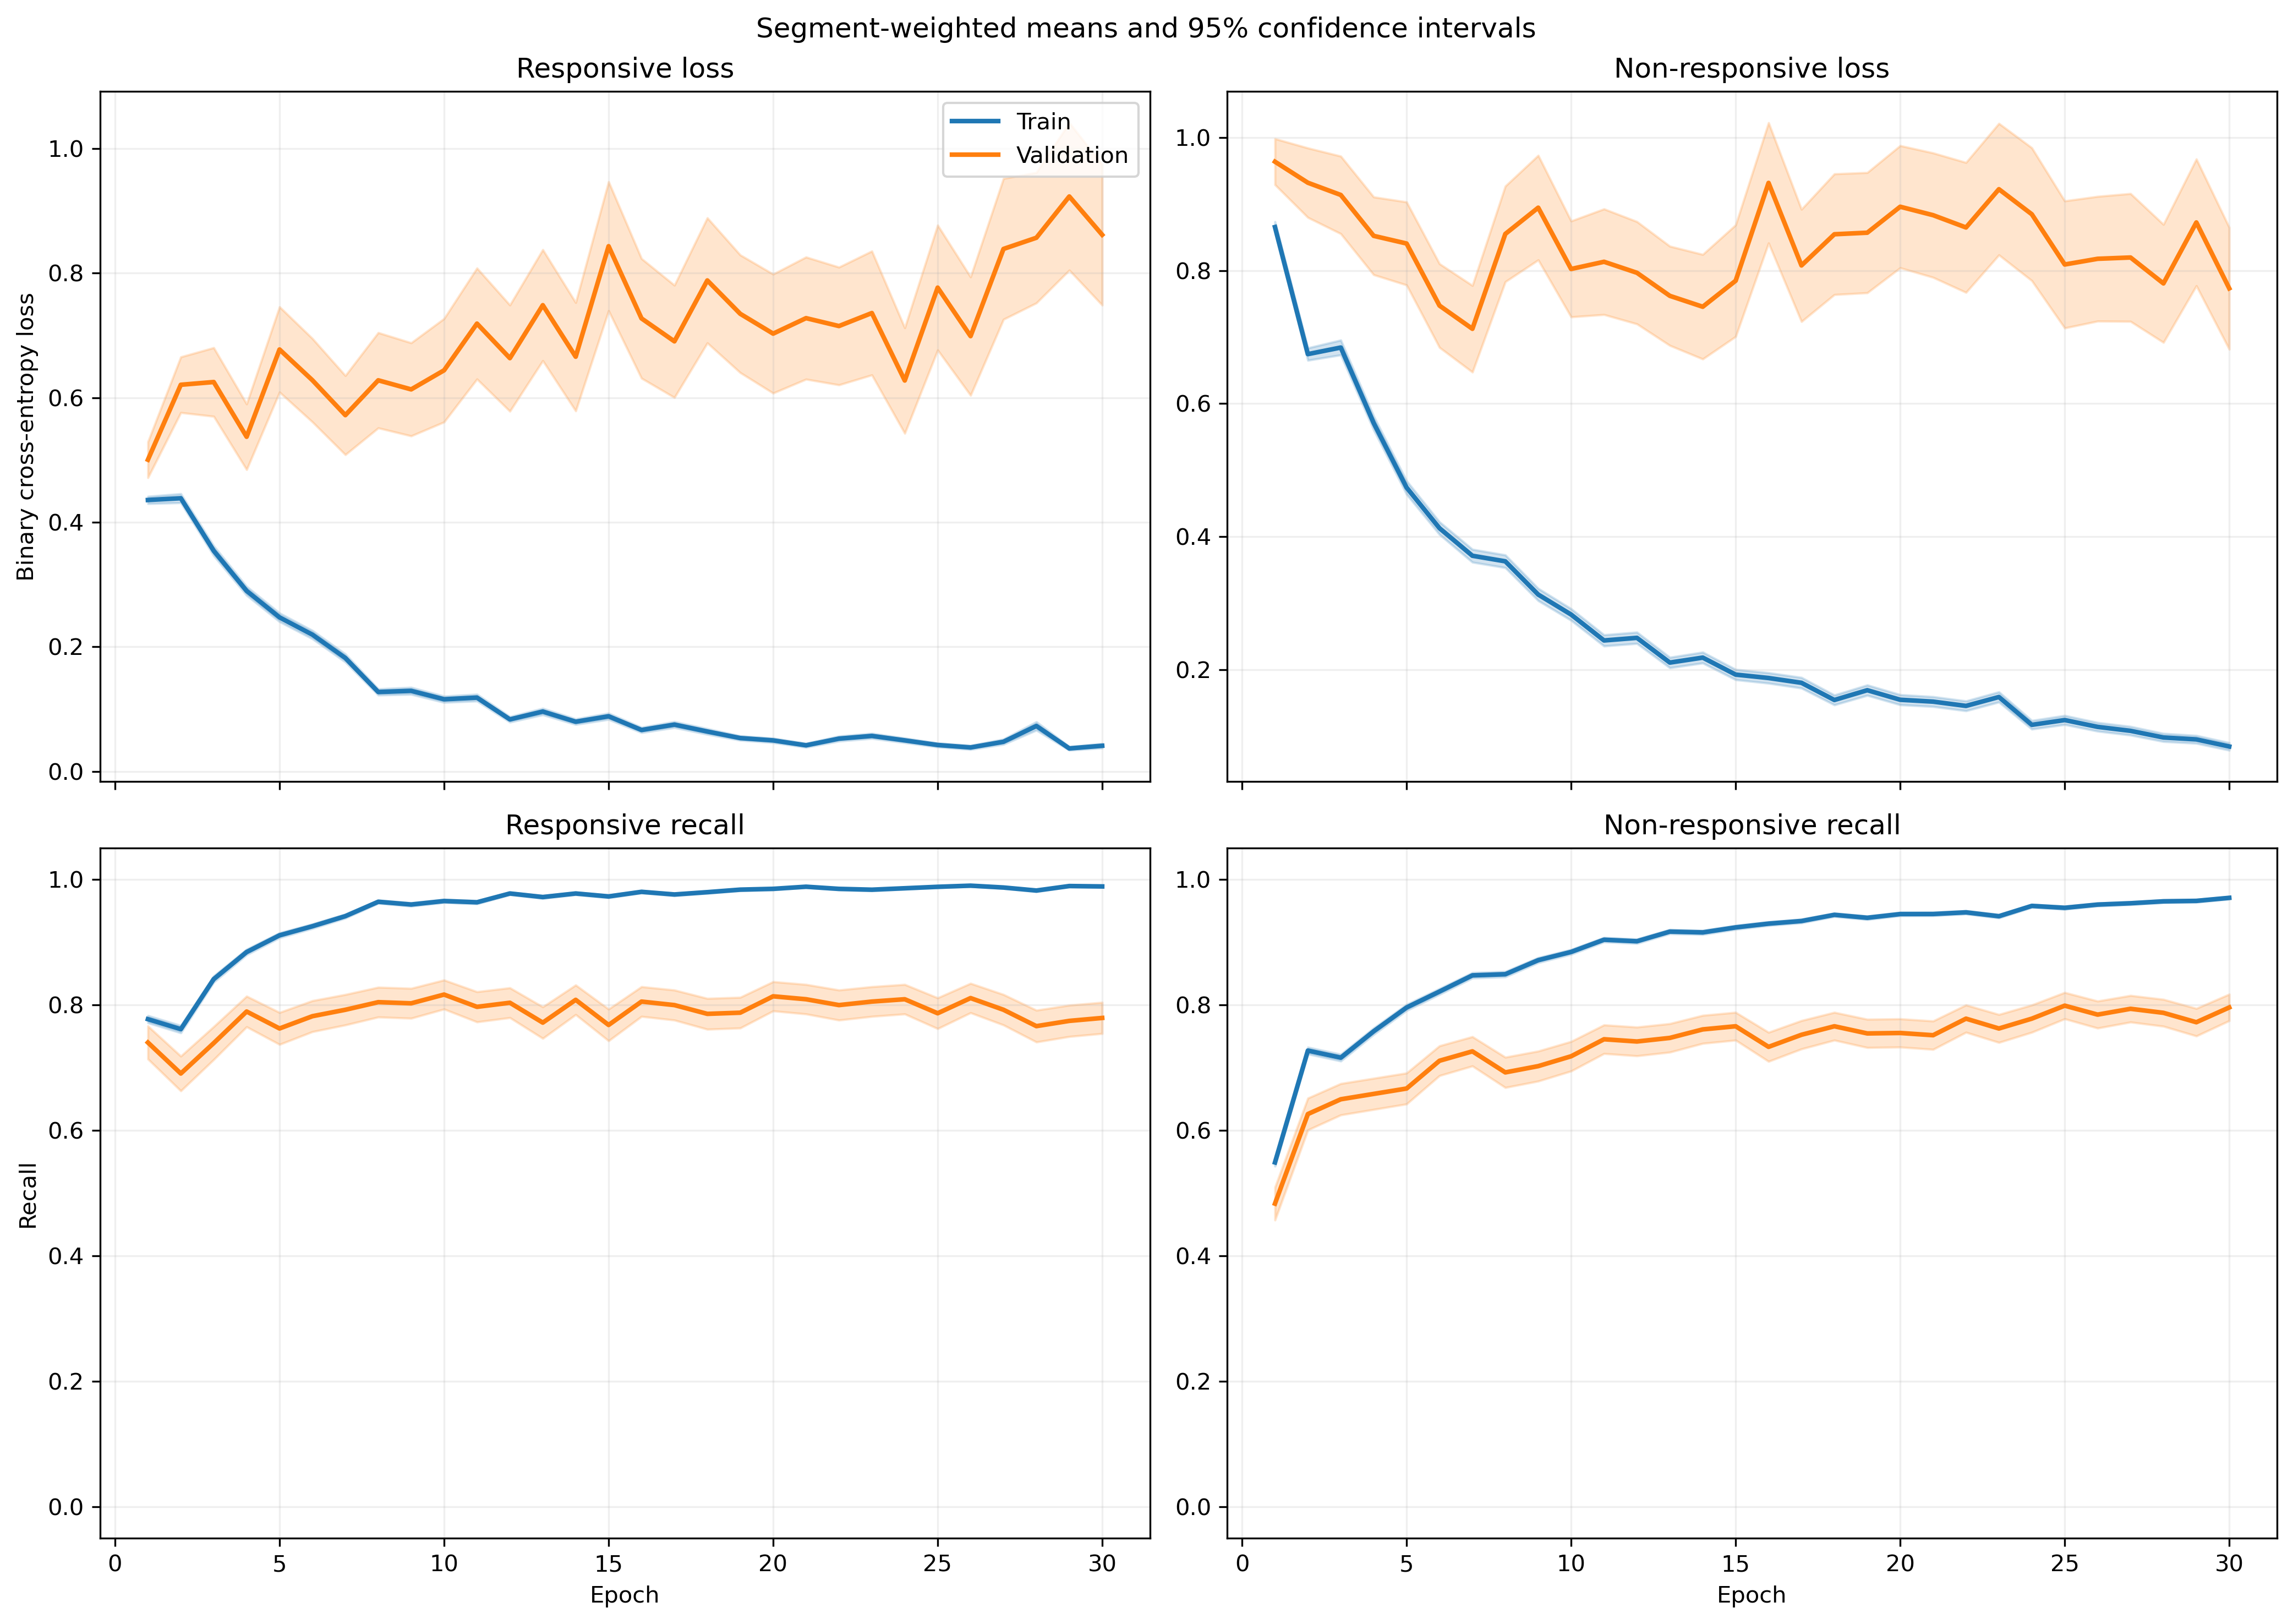 Segment-weighted means and 95% confidence intervals
Responsive loss
Binary cross-entropy loss
1.0
0.8
0.6
0.4
0.2
0.0
Train
Validation
Non-responsive loss
1.0
0.8
0.6
0.4
0.2
Responsive recall
Recall
1.0
0.8
0.6
0.4
0.2
0.0
0 5 10 15 20 25 30
Epoch
Non-responsive recall
1.0
0.8
0.6
0.4
0.2
0.0
0 5 10 15 20 25 30
Epoch